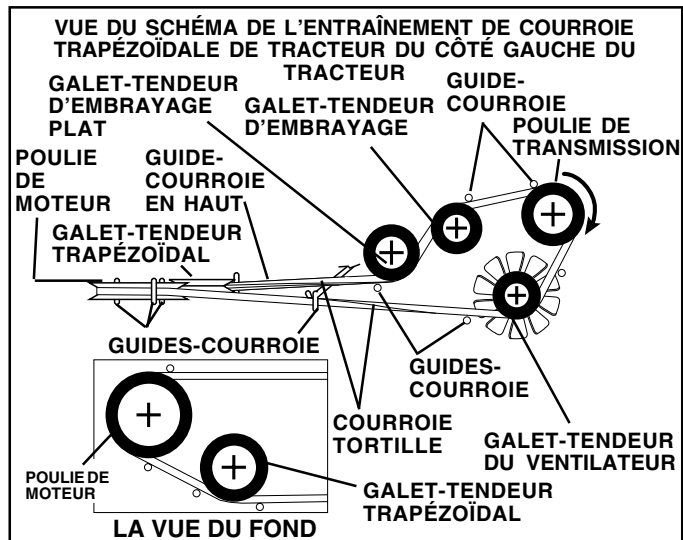 VUE DU SCHÉMA DE L'ENTRAÎNEMENT DE COURROIE
TRAPÉZOÏDALE DE TRACTEUR DU CÔTÉ GAUCHE DU
TRACTEUR
GALET-TENDEUR
D'EMBRAYAGE
PLAT
GALET-TENDEUR
D'EMBRAYAGE
GUIDE-
COURROIE
POULIE DE
TRANSMISSION
POULIE
DE
MOTEUR
GUIDE-
COURROIE
EN HAUT
GALET-TENDEUR
TRAPÉZOÏDAL
GUIDES-COURROIE
GUIDES-
COURROIE
COURROIE
TORTILLE
GALET-TENDEUR
DU VENTILATEUR
POULIE DE
MOTEUR
GALET-TENDEUR
TRAPÉZOÏDAL
LA VUE DU FOND